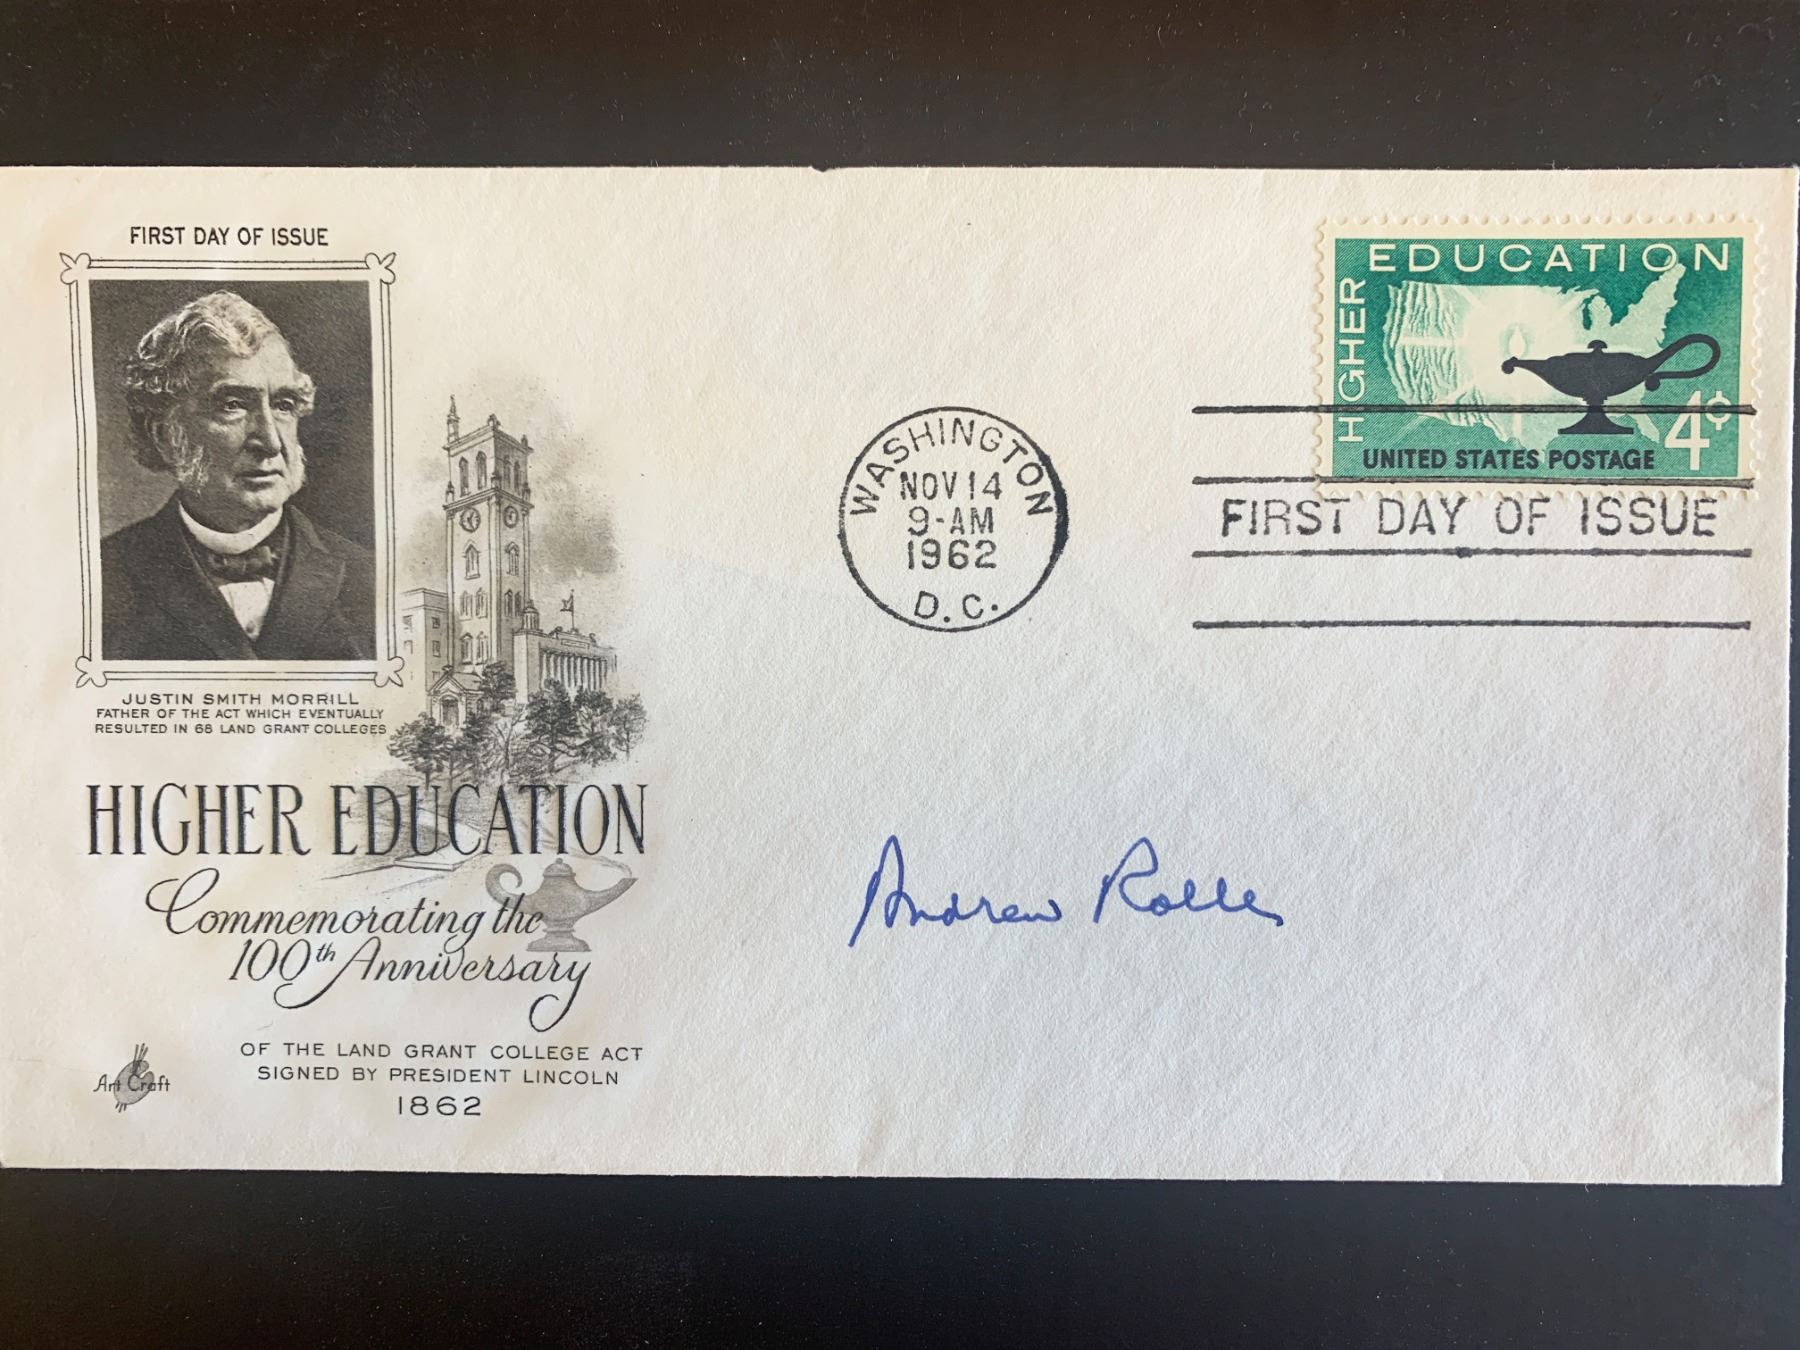 FIRST DAY OF ISSUE
JUSTIN SMITH MORRILL
FATHER OF THE ACT WHICH EVENTUALLY
RESULTED IN 68 LAND GRANT COLLEGES
HIGHER EDUCATION
Commemorating the
100th Anniversary
OF THE LAND GRANT COLLEGE ACT
SIGNED BY PRESIDENT LINCOLN
1862
Art Craft
WASHINGTON
NOV 14
9-AM
1962
D.C.
HIGHER
EDUCATION
4¢
UNITED STATES POSTAGE
FIRST DAY OF ISSUE
Andrew Rolle